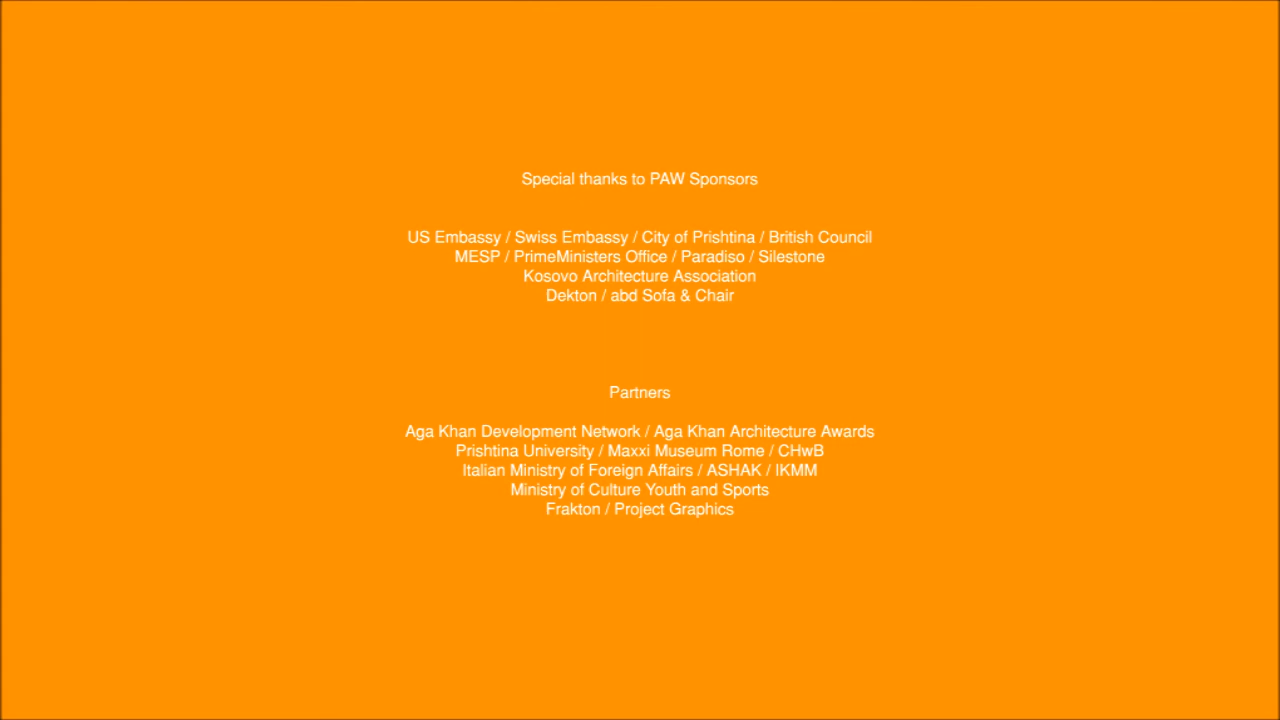 Special thanks to PAW Sponsors
US Embassy / Swiss Embassy / City of Prishtina / British Council
MESP / PrimeMinisters Office / Paradiso / Silestone
Kosovo Architecture Association
Dekton / abd Sofa & Chair
Partners
Aga Khan Development Network / Aga Khan Architecture Awards
Prishtina University / Maxxi Museum Rome / CHwB
Italian Ministry of Foreign Affairs / ASHAK / IKMM
Ministry of Culture Youth and Sports
Frakton / Project Graphics